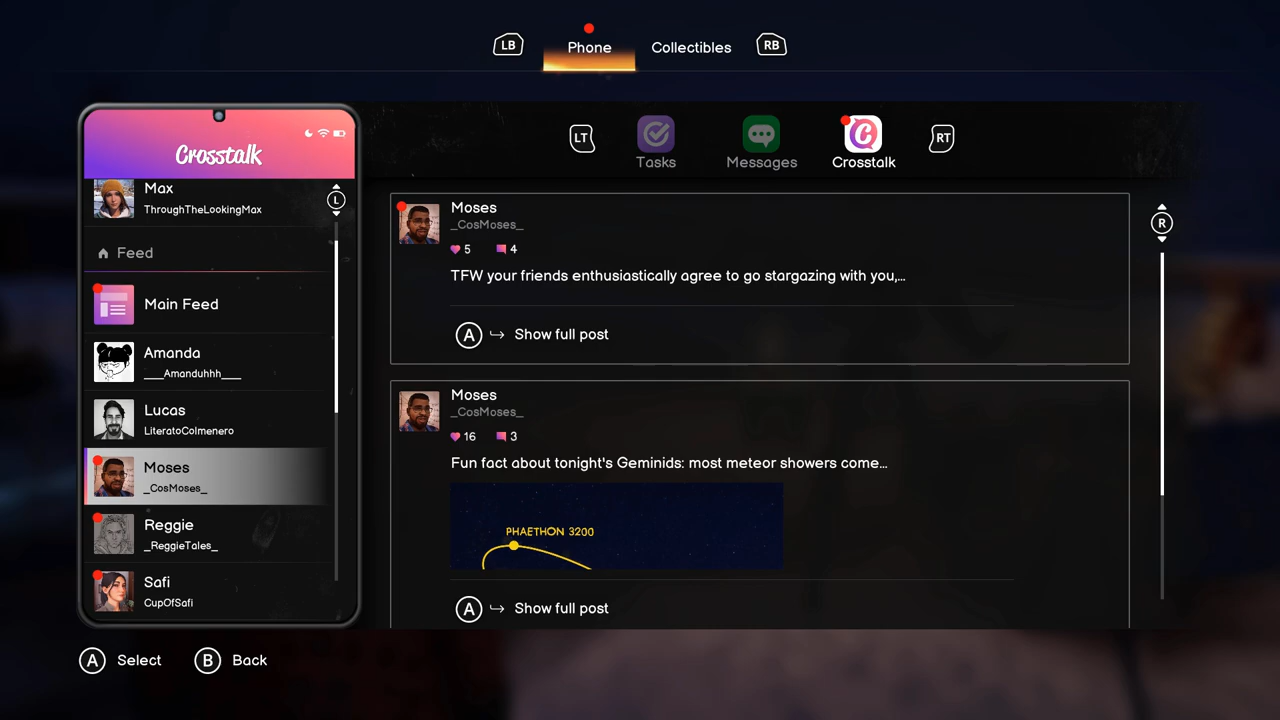 LB
Phone
Collectibles
RB
Crosstalk
Max
ThroughTheLookingMax
L
Feed
Main Feed
Amanda
___Amanduhhh___
Lucas
LiteratoColmenero
Moses
_CosMoses_
Reggie
_ReggieTales_
Safi
CupOfSafi
LT
Tasks
Messages
C
Crosstalk
RT
Moses
_CosMoses_
5 4
TFW your friends enthusiastically agree to go stargazing with you,...
A Show full post
R
Moses
_CosMoses_
16 3
Fun fact about tonight's Geminids: most meteor showers come...
PHAETHON 3200
A Show full post
A Select B Back